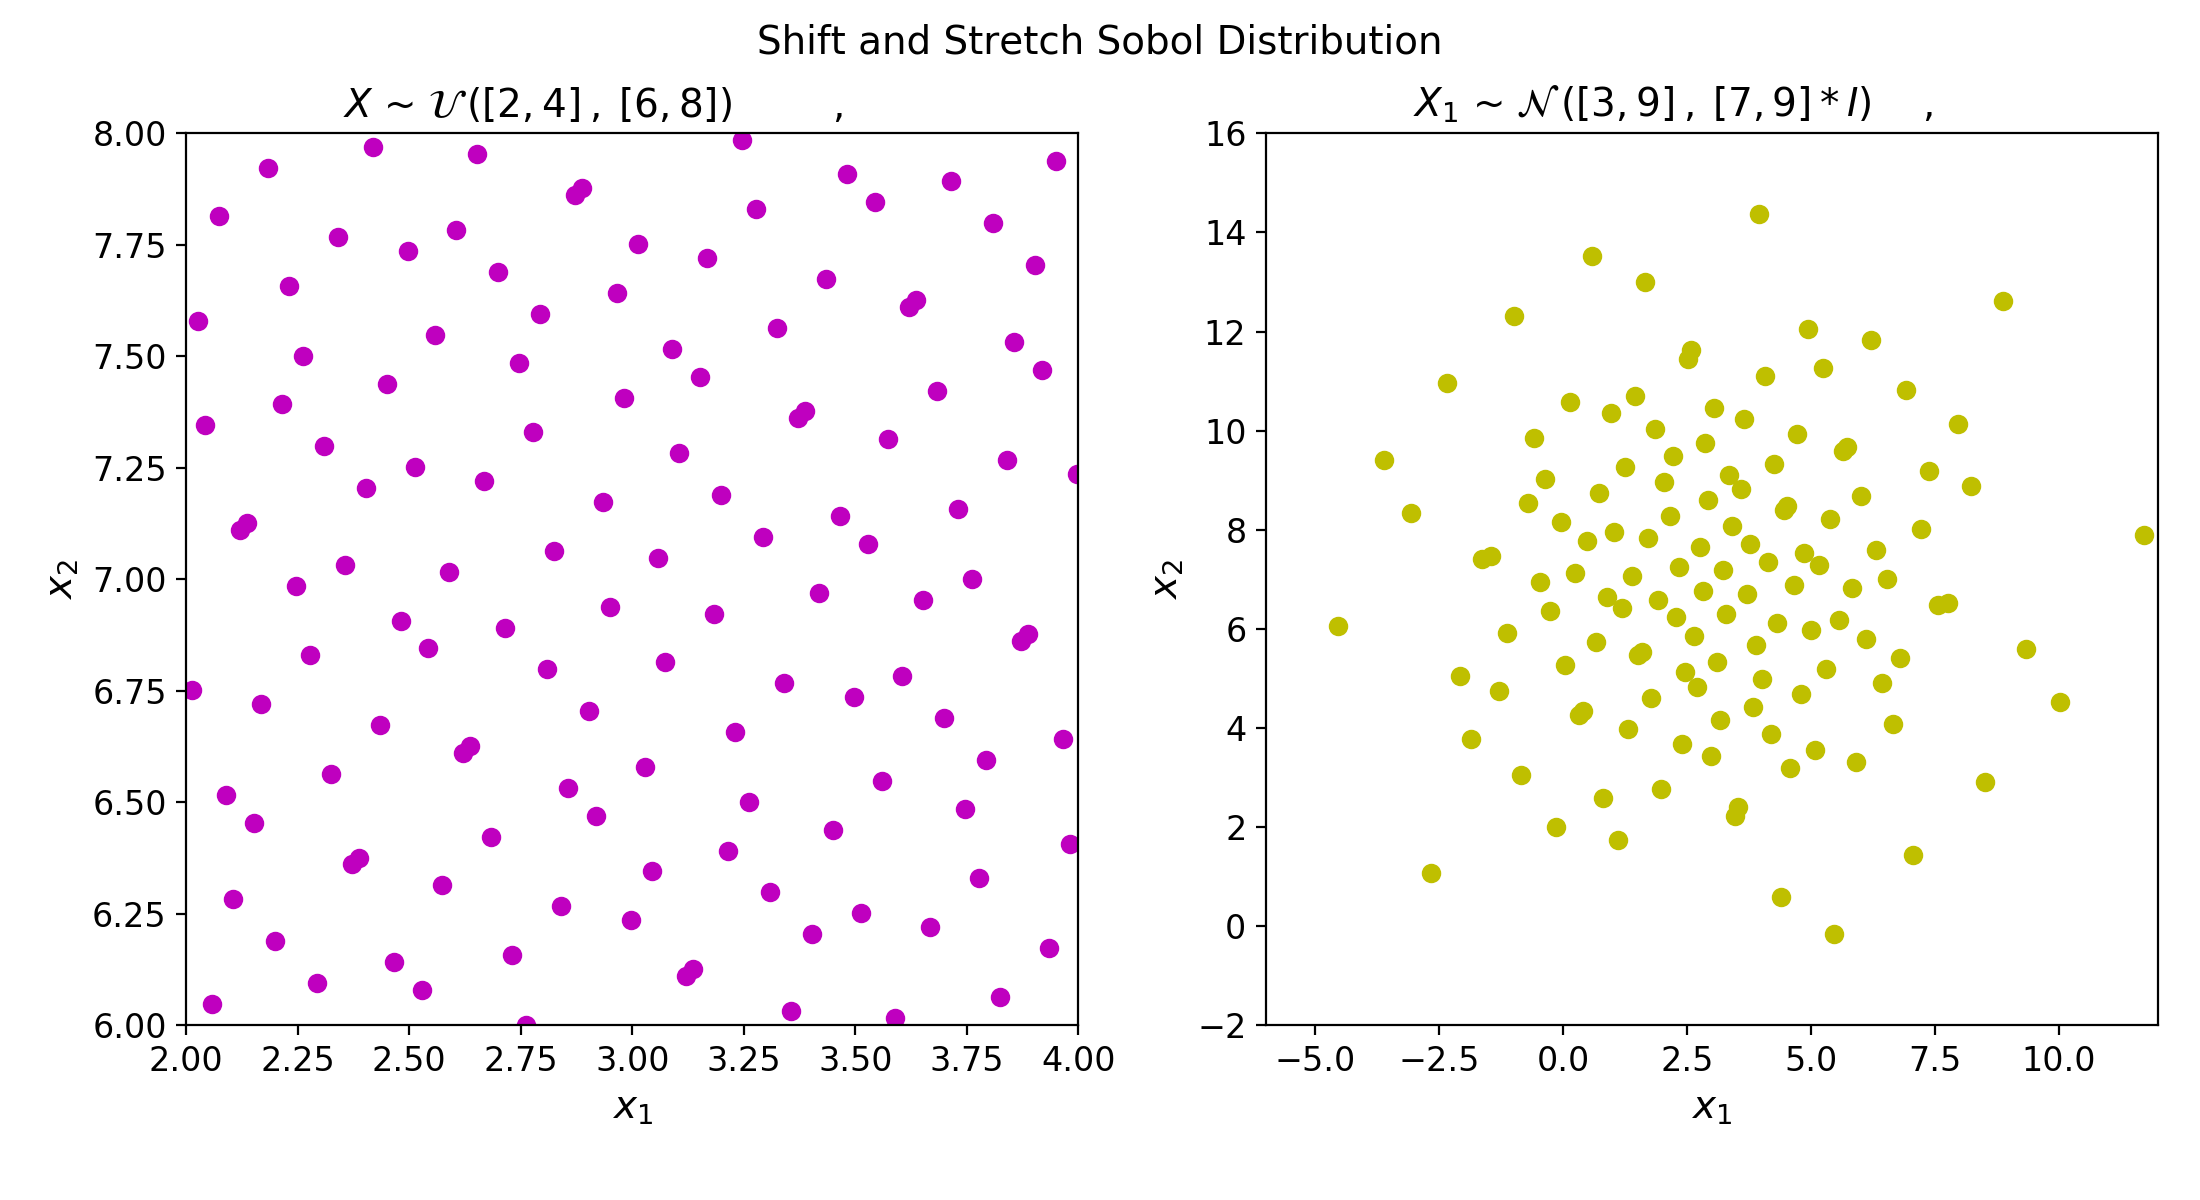 Shift and Stretch Sobol Distribution
X ~ 𝒰([2, 4] , [6, 8]) ,
X₁ ~ 𝒩([3, 9] , [7, 9] * I) ,
8.00
7.75
7.50
7.25
7.00
6.75
6.50
6.25
6.00
x₂
2.00 2.25 2.50 2.75 3.00 3.25 3.50 3.75 4.00
x₁
16
14
12
10
8
6
4
2
0
−2
x₂
−5.0 −2.5 0.0 2.5 5.0 7.5 10.0
x₁